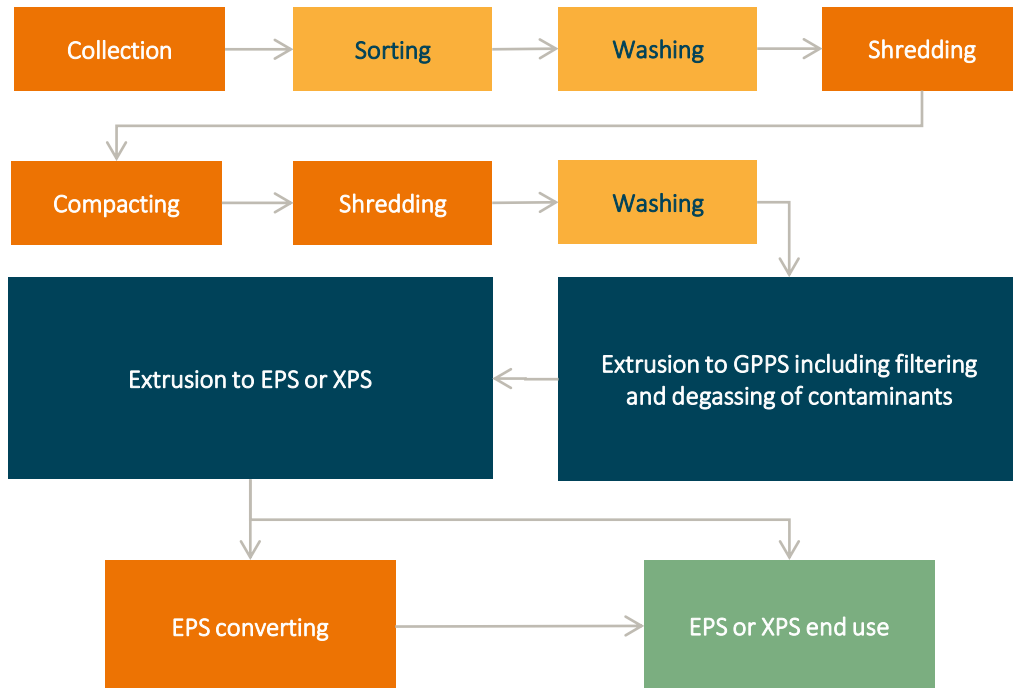 Collection
Sorting
Washing
Shredding
Compacting
Shredding
Washing
Extrusion to EPS or XPS
Extrusion to GPPS including filtering
and degassing of contaminants
EPS converting
EPS or XPS end use